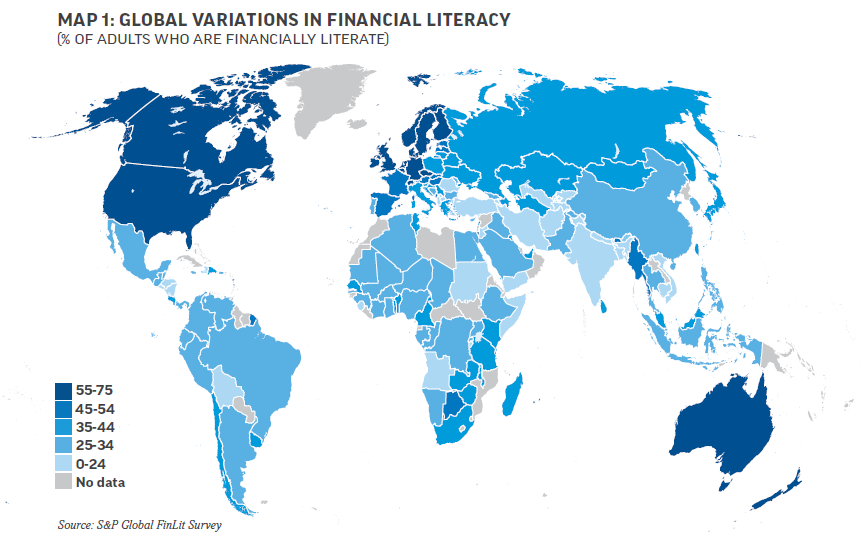 MAP 1: GLOBAL VARIATIONS IN FINANCIAL LITERACY
(% OF ADULTS WHO ARE FINANCIALLY LITERATE)
55-75
45-54
35-44
25-34
0-24
No data
Source: S&P Global FinLit Survey